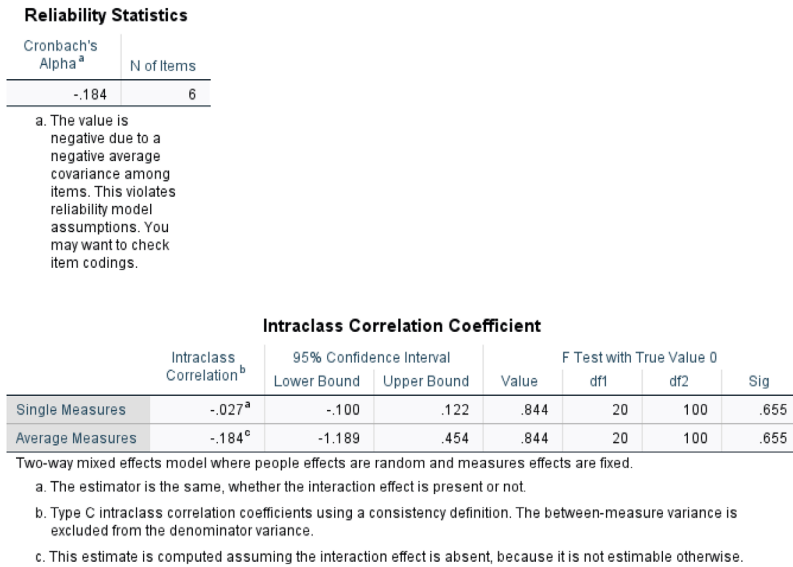 Reliability Statistics
Cronbach's
Alpha a N of Items
-.184 6
a. The value is
negative due to a
negative average
covariance among
items. This violates
reliability model
assumptions. You
may want to check
item codings.
Intraclass Correlation Coefficient
Intraclass
Correlation b 95% Confidence Interval F Test with True Value 0
Lower Bound Upper Bound Value df1 df2 Sig
Single Measures -.027 a -.100 .122 .844 20 100 .655
Average Measures -.184 c -1.189 .454 .844 20 100 .655
Two-way mixed effects model where people effects are random and measures effects are fixed.
a. The estimator is the same, whether the interaction effect is present or not.
b. Type C intraclass correlation coefficients using a consistency definition. The between-measure variance is
excluded from the denominator variance.
c. This estimate is computed assuming the interaction effect is absent, because it is not estimable otherwise.